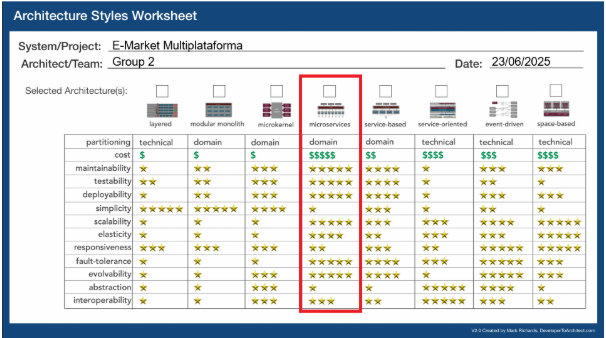 Architecture Styles Worksheet
System/Project: E-Market Multiplataforma
Architect/Team: Group 2 Date: 23/06/2025
Selected Architecture(s):
layered modular monolith microkernel microservices service-based service-oriented event-driven space-based
partitioning technical domain domain domain domain technical technical technical
cost $ $ $ $$$$$ $$ $$$$ $$$ $$$$
maintainability
testability
deployability
simplicity
scalability
elasticity
responsiveness
fault-tolerance
evolvability
abstraction
interoperability
Created by Mark Richards, DeveloperToArchitect.com